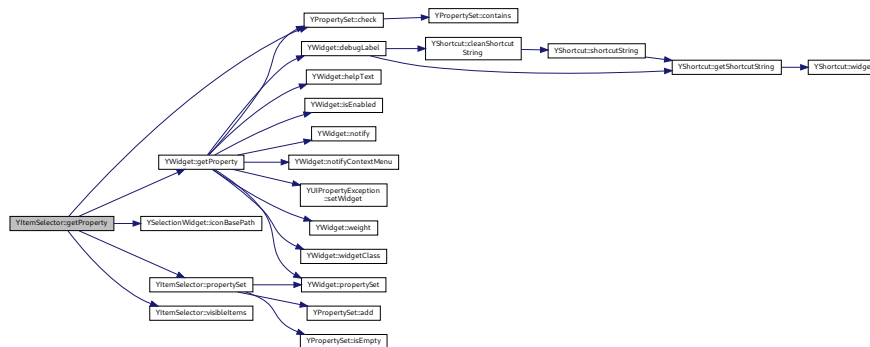 YPropertySet::check
YPropertySet::contains
YWidget::debugLabel
YShortcut::cleanShortcut
String
YShortcut::shortcutString
YShortcut::getShortcutString
YShortcut::widget
YWidget::helpText
YWidget::isEnabled
YWidget::notify
YWidget::getProperty
YWidget::notifyContextMenu
YUIPropertyException
::setWidget
YItemSelector::getProperty
YSelectionWidget::iconBasePath
YWidget::weight
YWidget::widgetClass
YItemSelector::propertySet
YWidget::propertySet
YItemSelector::visibleItems
YPropertySet::add
YPropertySet::isEmpty